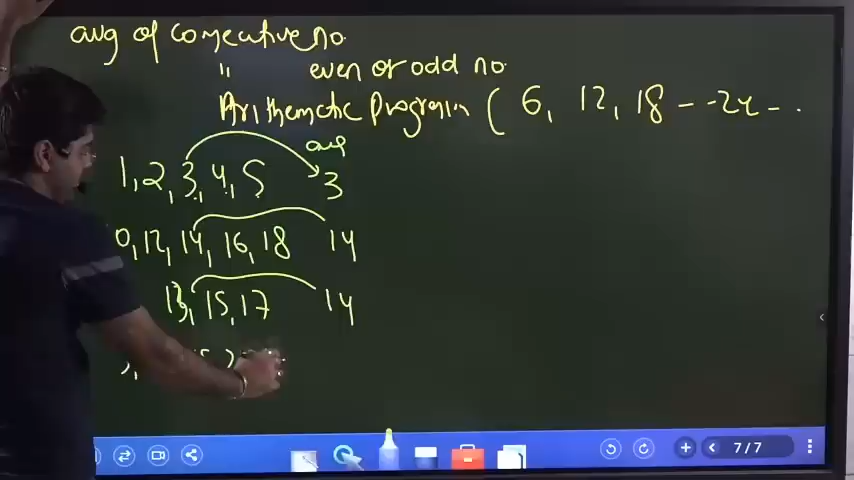 avg of consecutive no
" even or odd no
Arithematic Progression ( 6, 12, 18 - - 24 - .
avg
1, 2, 3, 4, 5 3
0, 12, 14, 16, 18 14
13, 15, 17 14
7/7